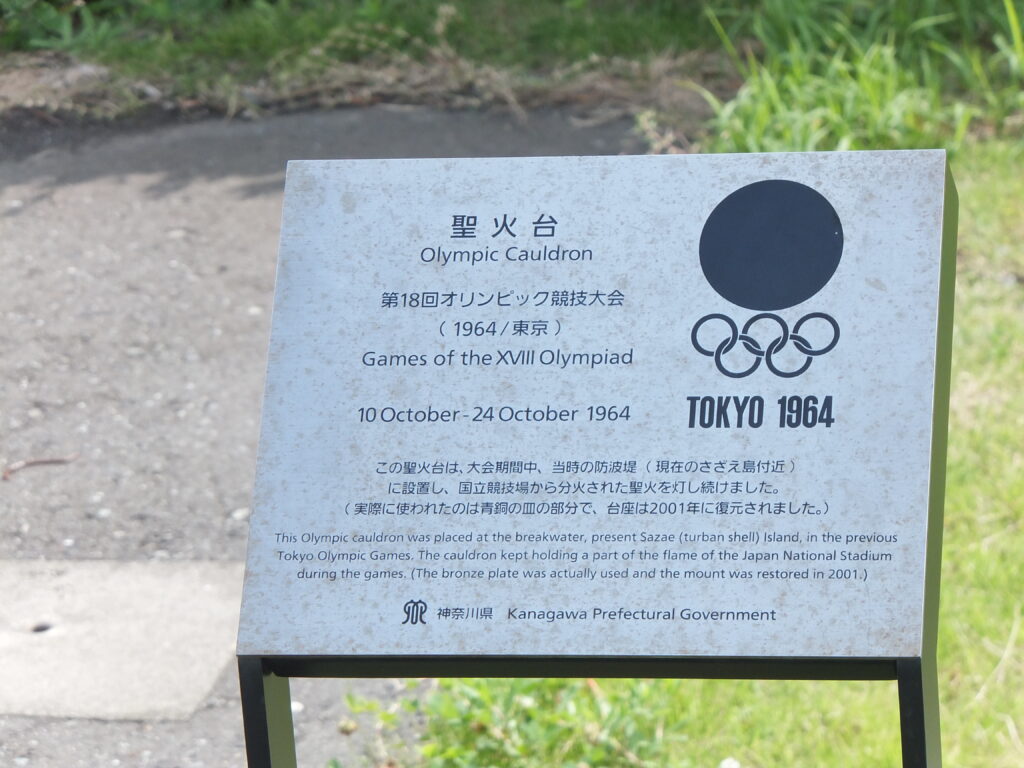 聖火台
Olympic Cauldron
第18回オリンピック競技大会
( 1964 / 東京 )
Games of the XVIII Olympiad
10 October - 24 October 1964
TOKYO 1964
この聖火台は、大会期間中、当時の防波堤 ( 現在のさざえ島付近 )
に設置し、国立競技場から分火された聖火を灯し続けました。
( 実際に使われたのは青銅の皿の部分で、台座は2001年に復元されました。)
This Olympic cauldron was placed at the breakwater, present Sazae (turban shell) Island, in the previous
Tokyo Olympic Games. The cauldron kept holding a part of the flame of the Japan National Stadium
during the games. (The bronze plate was actually used and the mount was restored in 2001.)
神奈川県 Kanagawa Prefectural Government